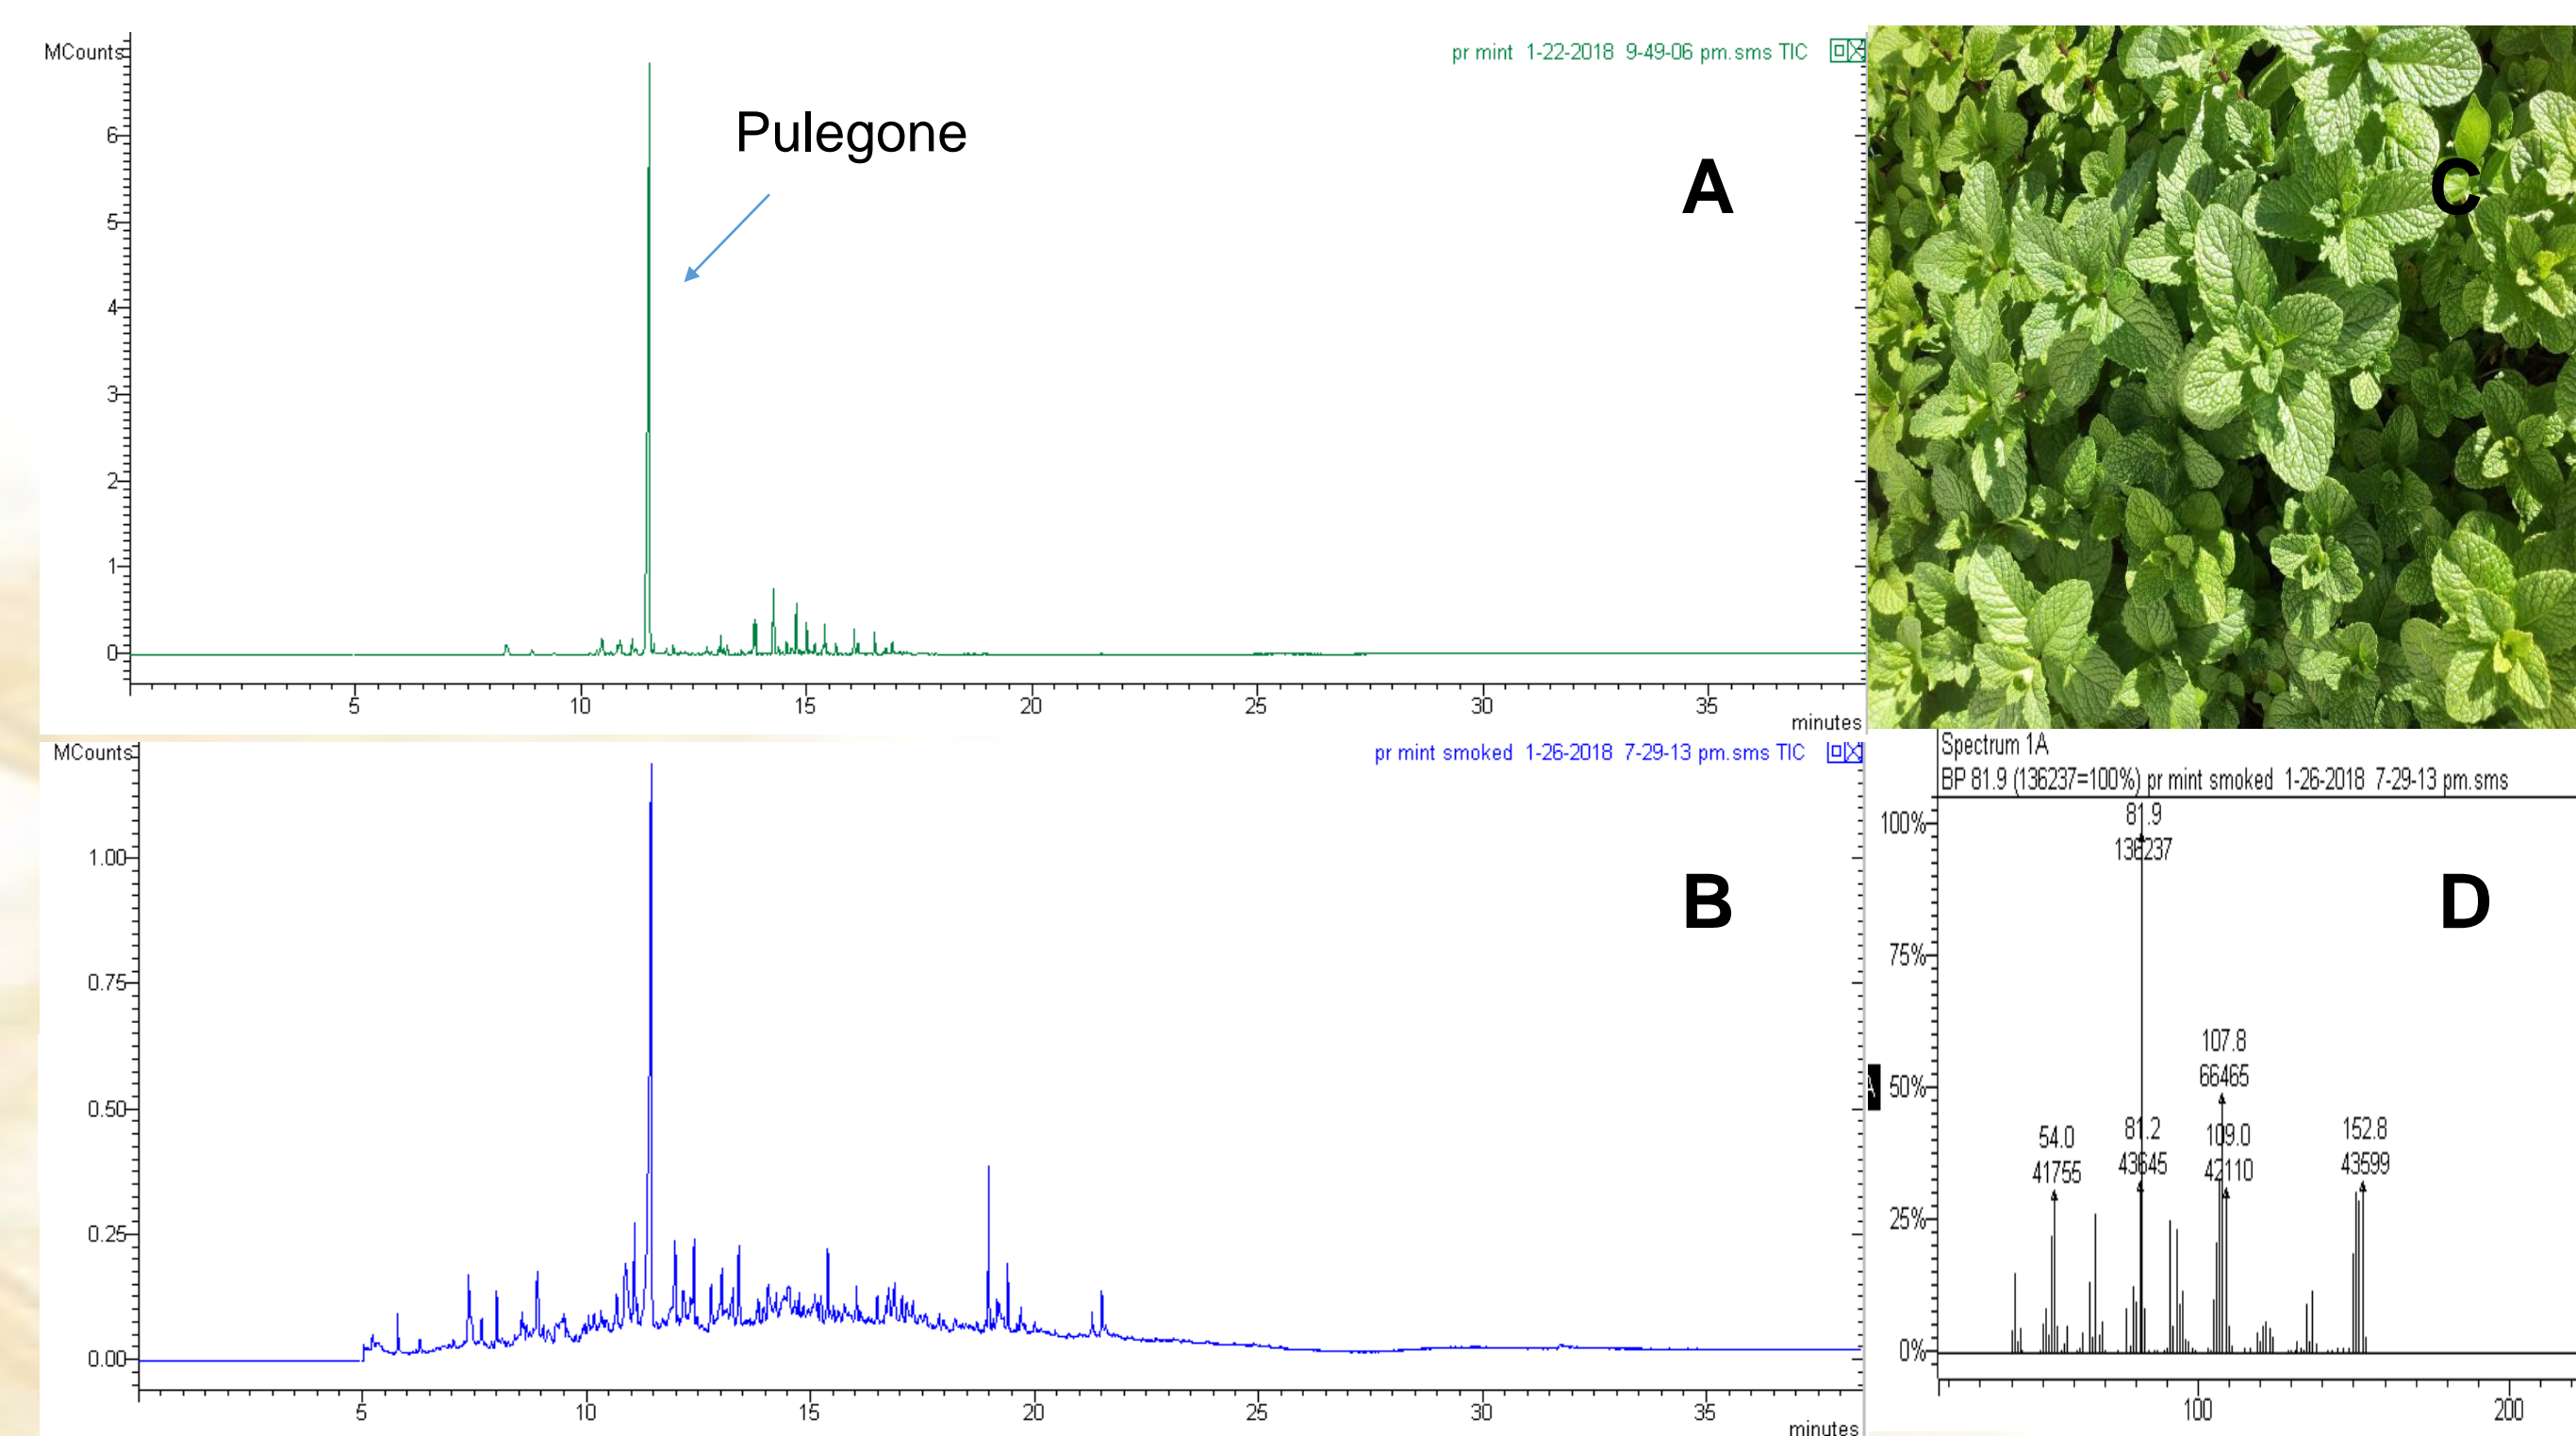 MCounts
pr mint 1-22-2018 9-49-06 pm.sms TIC
Pulegone
A
6
5
4
3
2
1
0
5 10 15 20 25 30 35
minutes
C
MCounts
pr mint smoked 1-26-2018 7-29-13 pm.sms TIC
B
1.00
0.75
0.50
0.25
0.00
5 10 15 20 25 30 35
minutes
Spectrum 1A
BP 81.9 (136237=100%) pr mint smoked 1-26-2018 7-29-13 pm.sms
D
100%
75%
50%
25%
0%
81.9
136237
107.8
66465
54.0
41755
81.2
43645
109.0
42110
152.8
43599
100 200